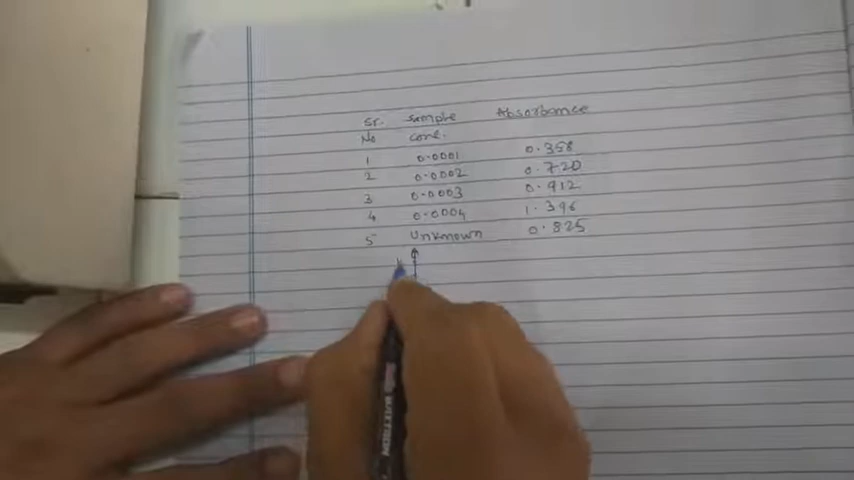 Sr. Sample Absorbance
No conc.
1 0.0001 0.358
2 0.0002 0.720
3 0.0003 0.912
4 0.0004 1.396
5 Unknown 0.825